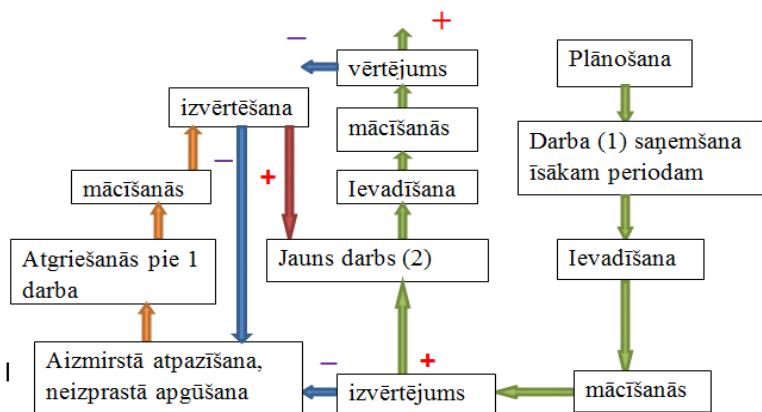 –
+
vērtējums
Plānošana
izvērtēšana
mācīšanās
Darba (1) saņemšana
īsākam periodam
–
+
mācīšanās
Ievadīšana
Atgriešanās pie 1
darba
Jauns darbs (2)
Ievadīšana
Aizmirstā atpazīšana,
neizprastā apgūšana
–
+
izvērtējums
mācīšanās
l